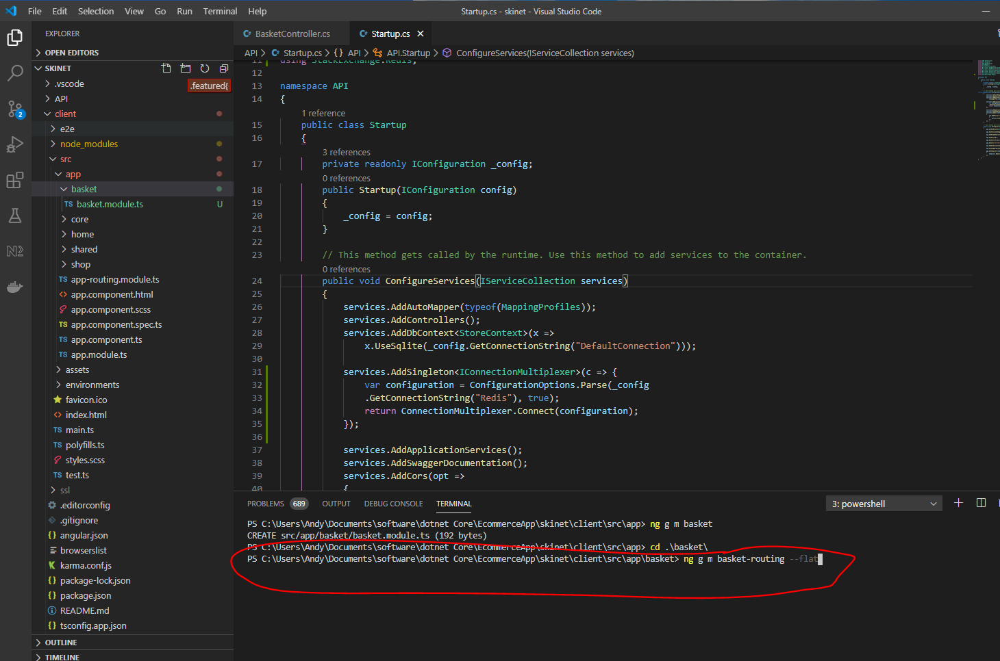 File Edit Selection View Go Run Terminal Help
Startup.cs - skinet - Visual Studio Code
EXPLORER
OPEN EDITORS
SKINET
.vscode
.featured{
API
client
e2e
node_modules
src
app
basket
TS basket.module.ts U
core
home
shared
shop
TS app-routing.module.ts
<> app.component.html
app.component.scss
TS app.component.spec.ts
TS app.component.ts
TS app.module.ts
assets
environments
favicon.ico
<> index.html
TS main.ts
TS polyfills.ts
styles.scss
TS test.ts
ssl
.editorconfig
.gitignore
{} angular.json
browserslist
K karma.conf.js
{} package-lock.json
{} package.json
README.md
{} tsconfig.app.json
OUTLINE
TIMELINE
2
C# BasketController.cs C# Startup.cs ×
API > C# Startup.cs > {} API > API.Startup > ConfigureServices(IServiceCollection services)
11 using StackExchange.Redis;
12
13 namespace API
14 {
1 reference
15 public class Startup
16 {
3 references
17 private readonly IConfiguration _config;
0 references
18 public Startup(IConfiguration config)
19 {
20 _config = config;
21 }
22
23 // This method gets called by the runtime. Use this method to add services to the container.
0 references
24 public void ConfigureServices(IServiceCollection services)
25 {
26 services.AddAutoMapper(typeof(MappingProfiles));
27 services.AddControllers();
28 services.AddDbContext<StoreContext>(x =>
29 x.UseSqlite(_config.GetConnectionString("DefaultConnection")));
30
31 services.AddSingleton<IConnectionMultiplexer>(c => {
32 var configuration = ConfigurationOptions.Parse(_config
33 .GetConnectionString("Redis"), true);
34 return ConnectionMultiplexer.Connect(configuration);
35 });
36
37 services.AddApplicationServices();
38 services.AddSwaggerDocumentation();
39 services.AddCors(opt =>
40 {
PROBLEMS 689 OUTPUT DEBUG CONSOLE TERMINAL 3: powershell
PS C:\Users\Andy\Documents\software\dotnet Core\EcommerceApp\skinet\client\src\app> ng g m basket
CREATE src/app/basket/basket.module.ts (192 bytes)
PS C:\Users\Andy\Documents\software\dotnet Core\EcommerceApp\skinet\client\src\app> cd .\basket\
PS C:\Users\Andy\Documents\software\dotnet Core\EcommerceApp\skinet\client\src\app\basket> ng g m basket-routing --flat